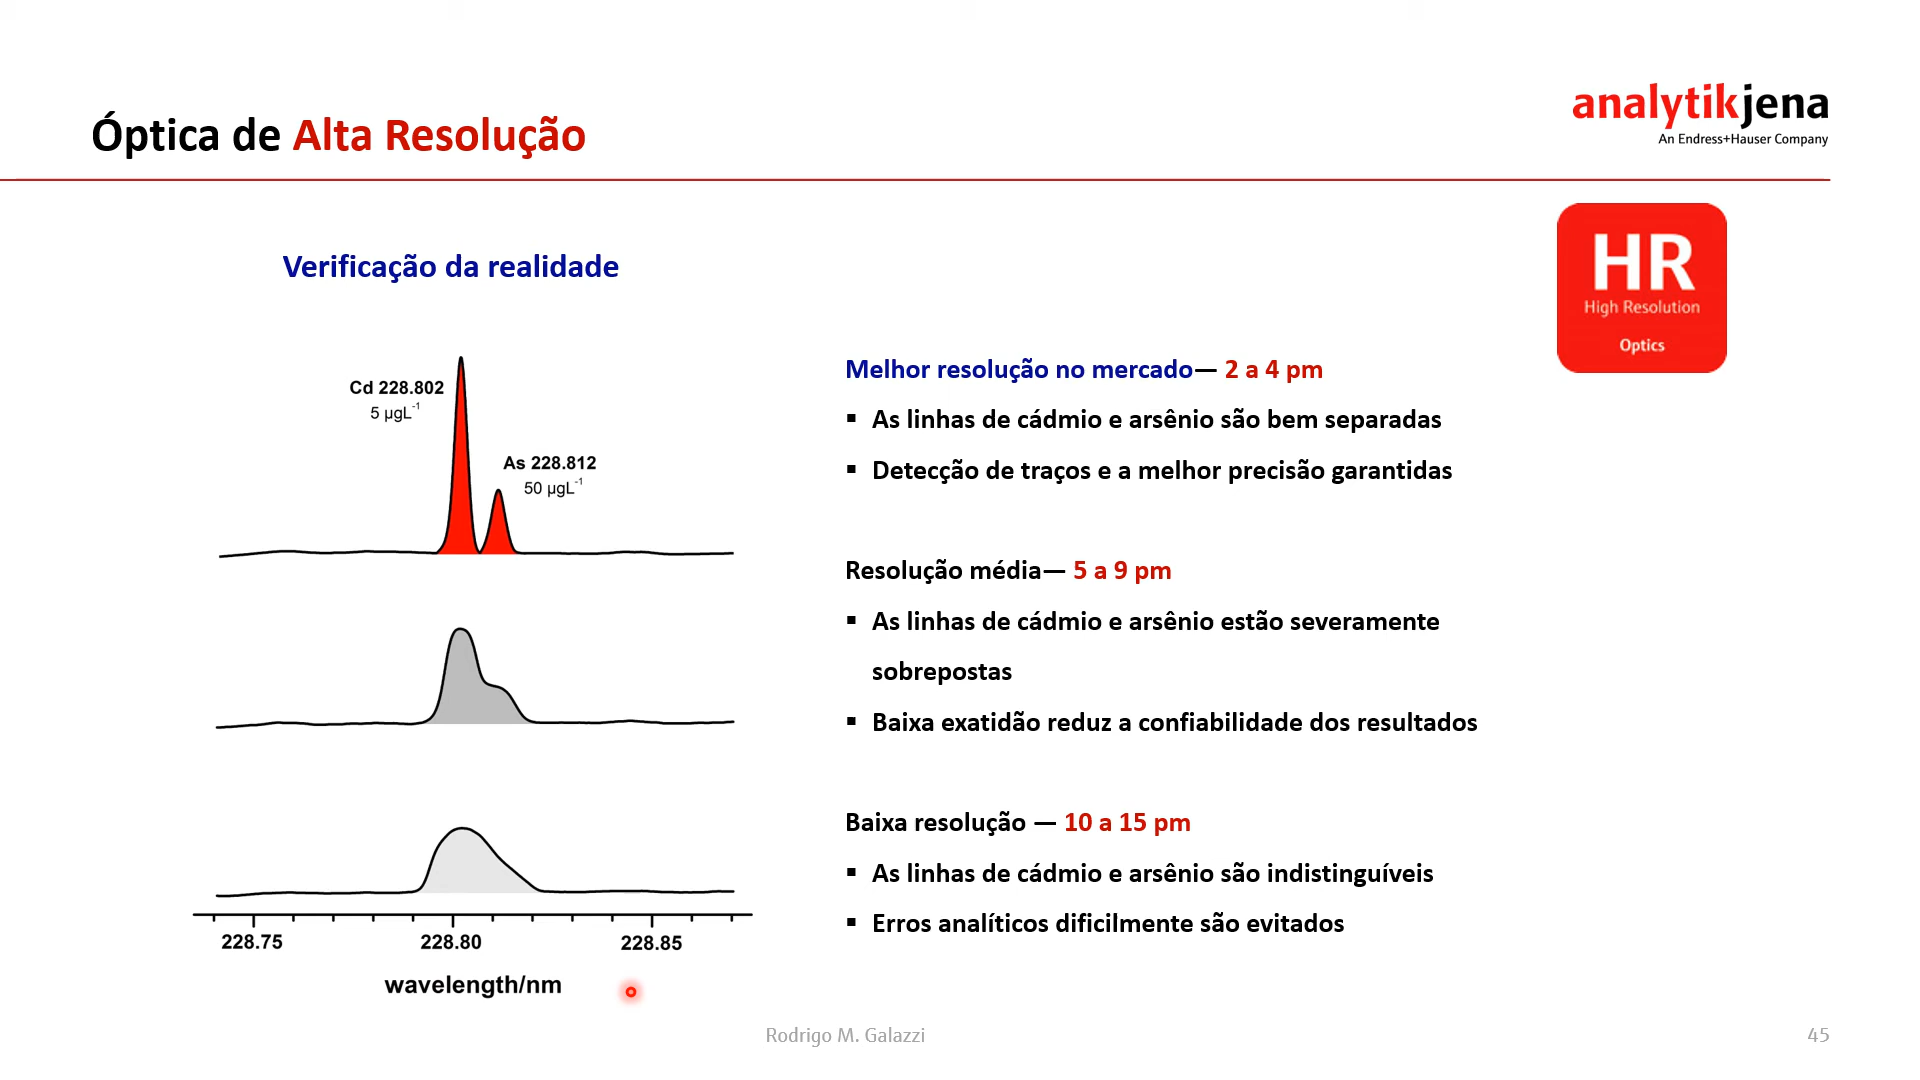 analytikjena
An Endress+Hauser Company
Óptica de Alta Resolução
HR
High Resolution
Optics
Verificação da realidade
Cd 228.802
5 µgL-1
As 228.812
50 µgL-1
228.75 228.80 228.85
wavelength/nm
Melhor resolução no mercado— 2 a 4 pm
▪ As linhas de cádmio e arsênio são bem separadas
▪ Detecção de traços e a melhor precisão garantidas
Resolução média— 5 a 9 pm
▪ As linhas de cádmio e arsênio estão severamente
sobrepostas
▪ Baixa exatidão reduz a confiabilidade dos resultados
Baixa resolução — 10 a 15 pm
▪ As linhas de cádmio e arsênio são indistinguíveis
▪ Erros analíticos dificilmente são evitados
Rodrigo M. Galazzi
45